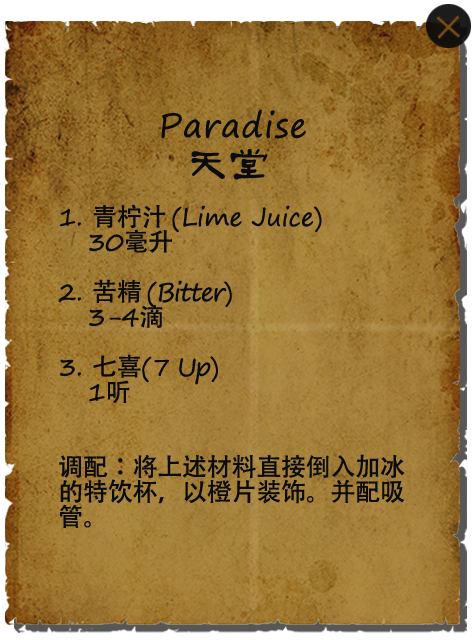 Paradise
天堂
1. 青柠汁(Lime Juice)
30毫升
2. 苦精(Bitter)
3-4滴
3. 七喜(7 Up)
1听
调配：将上述材料直接倒入加冰
的特饮杯，以橙片装饰。并配吸
管。